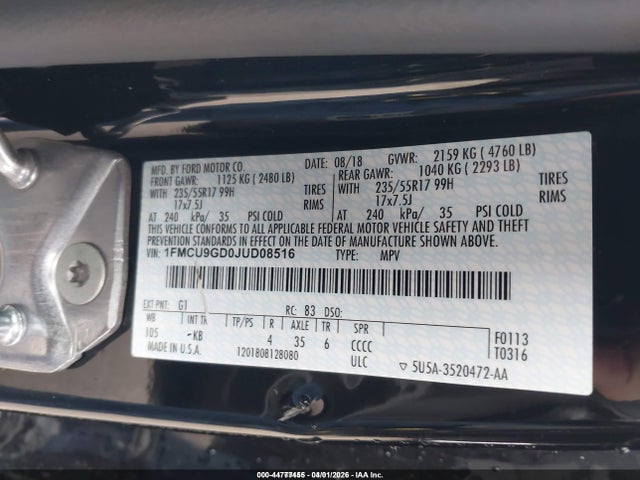 MFD. BY FORD MOTOR CO.
DATE: 08/18 GVWR: 2159 KG ( 4760 LB)
FRONT GAWR: 1125 KG ( 2480 LB) REAR GAWR: 1040 KG ( 2293 LB)
WITH 235/55R17 99H TIRES WITH 235/55R17 99H TIRES
17x7.5J RIMS 17x7.5J RIMS
AT 240 kPa/ 35 PSI COLD AT 240 kPa/ 35 PSI COLD
THIS VEHICLE CONFORMS TO ALL APPLICABLE FEDERAL MOTOR VEHICLE SAFETY AND THEFT
PREVENTION STANDARDS IN EFFECT ON THE DATE OF MANUFACTURE SHOWN ABOVE.
VIN: 1FMCU9GD0JUD08516 TYPE: MPV
EXT PNT: G1 RC: 83 DSO: F0113
WB INT TR TP/PS R AXLE TR SPR T0316
105 KB 4 35 6 CCCC
MADE IN U.S.A. 1201808128080 ULC 5U5A-3520472-AA
000-44777455 - 04/01/2026 - IAA Inc.